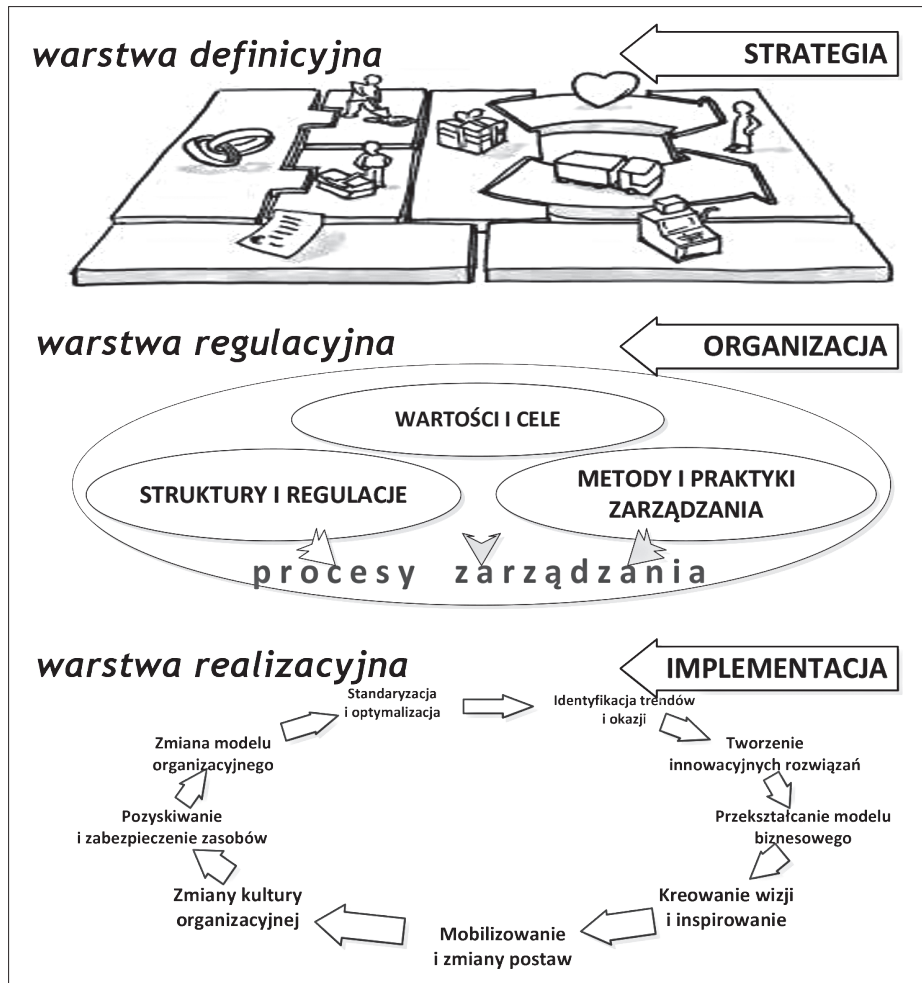 warstwa definicyjna
STRATEGIA
warstwa regulacyjna
ORGANIZACJA
WARTOŚCI I CELE
STRUKTURY I REGULACJE
METODY I PRAKTYKI
ZARZĄDZANIA
procesy zarządzania
warstwa realizacyjna
IMPLEMENTACJA
Standaryzacja
i optymalizacja
Identyfikacja trendów
i okazji
Tworzenie
innowacyjnych rozwiązań
Przekształcanie modelu
biznesowego
Kreowanie wizji
i inspirowanie
Mobilizowanie
i zmiany postaw
Zmiany kultury
organizacyjnej
Pozyskiwanie
i zabezpieczenie zasobów
Zmiana modelu
organizacyjnego